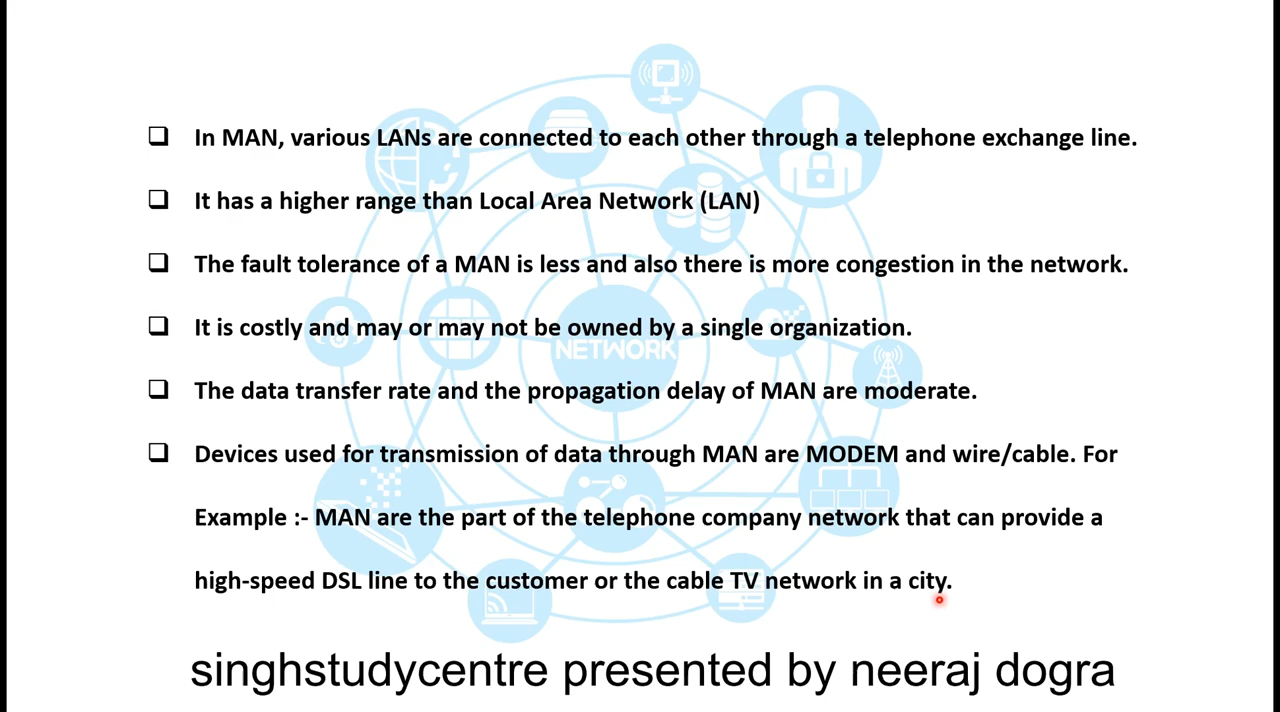 ❑ In MAN, various LANs are connected to each other through a telephone exchange line.
❑ It has a higher range than Local Area Network (LAN)
❑ The fault tolerance of a MAN is less and also there is more congestion in the network.
❑ It is costly and may or may not be owned by a single organization.
NETWORK
❑ The data transfer rate and the propagation delay of MAN are moderate.
❑ Devices used for transmission of data through MAN are MODEM and wire/cable. For
Example :- MAN are the part of the telephone company network that can provide a
high-speed DSL line to the customer or the cable TV network in a city.
singhstudycentre presented by neeraj dogra